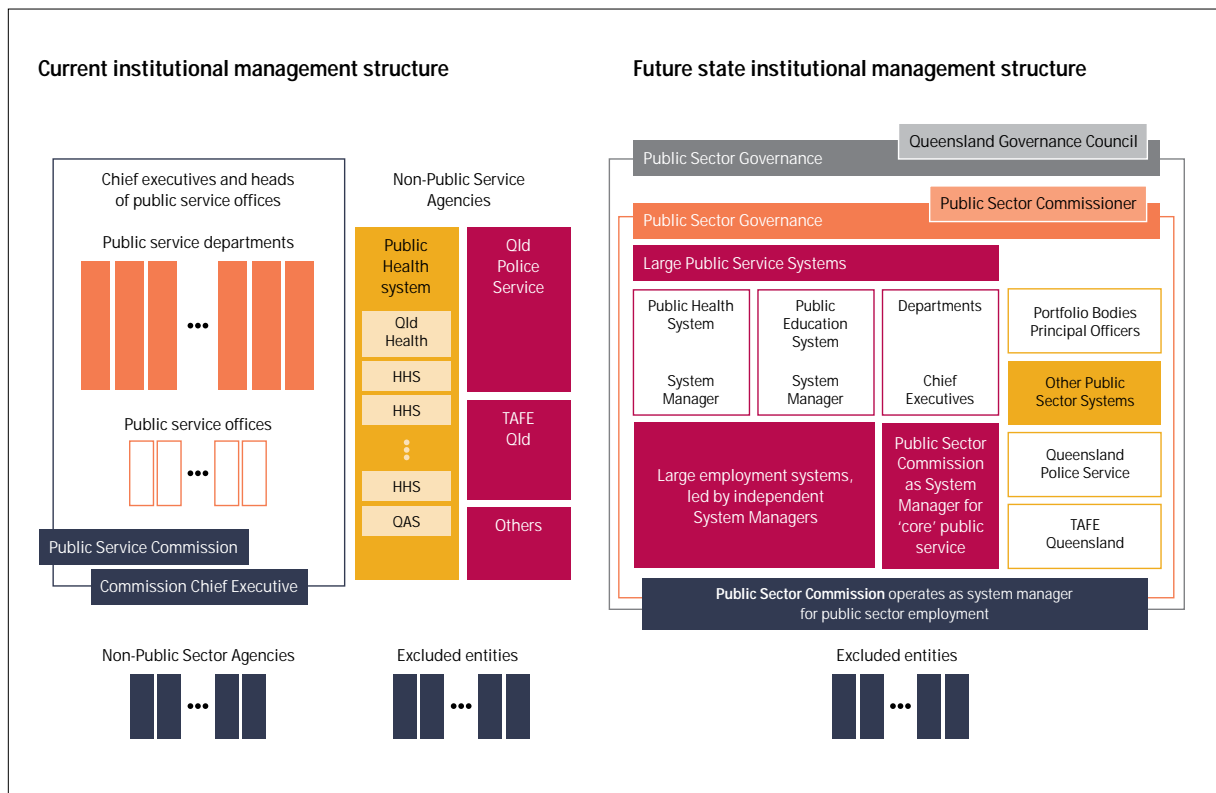 Current institutional management structure
Chief executives and heads
of public service offices
Public service departments
•••
Public service offices
•••
Public Service Commission
Commission Chief Executive
Non-Public Service
Agencies
Public
Health
system
Qld
Health
HHS
HHS
HHS
QAS
Qld
Police
Service
TAFE
Qld
Others
Non-Public Sector Agencies
•••
Excluded entities
•••
Future state institutional management structure
Queensland Governance Council
Public Sector Governance
Public Sector Commissioner
Public Sector Governance
Large Public Service Systems
Public Health
System
System
Manager
Public
Education
System
System
Manager
Departments
Chief
Executives
Portfolio Bodies
Principal Officers
Other Public
Sector Systems
Large employment systems,
led by independent
System Managers
Public Sector
Commission
as System
Manager for
‘core’ public
service
Queensland
Police Service
TAFE
Queensland
Public Sector Commission operates as system manager
for public sector employment
Excluded entities
•••